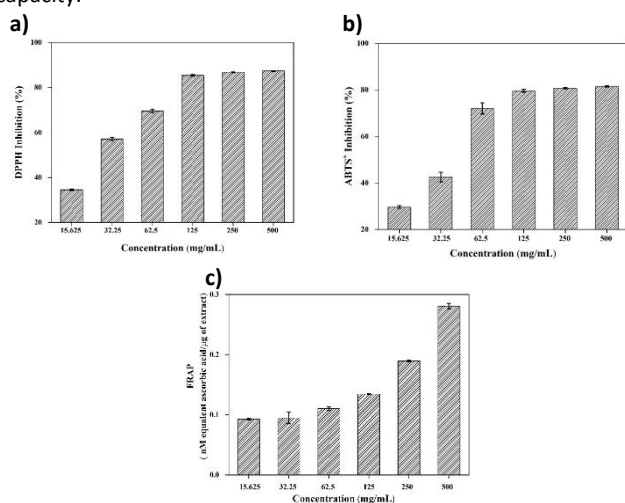 capacity.
a)
100
80
60
40
20
DPPH Inhibition (%)
15.625 32.25 62.5 125 250 500
Concentration (mg/mL)
b)
100
80
60
40
20
ABTS⁺ Inhibition (%)
15.625 32.25 62.5 125 250 500
Concentration (mg/mL)
c)
0.3
0.2
0.1
0.0
FRAP
( nM equalent ascorbic acid/µg of extract)
15.625 32.25 62.5 125 250 500
Concentration (mg/mL)